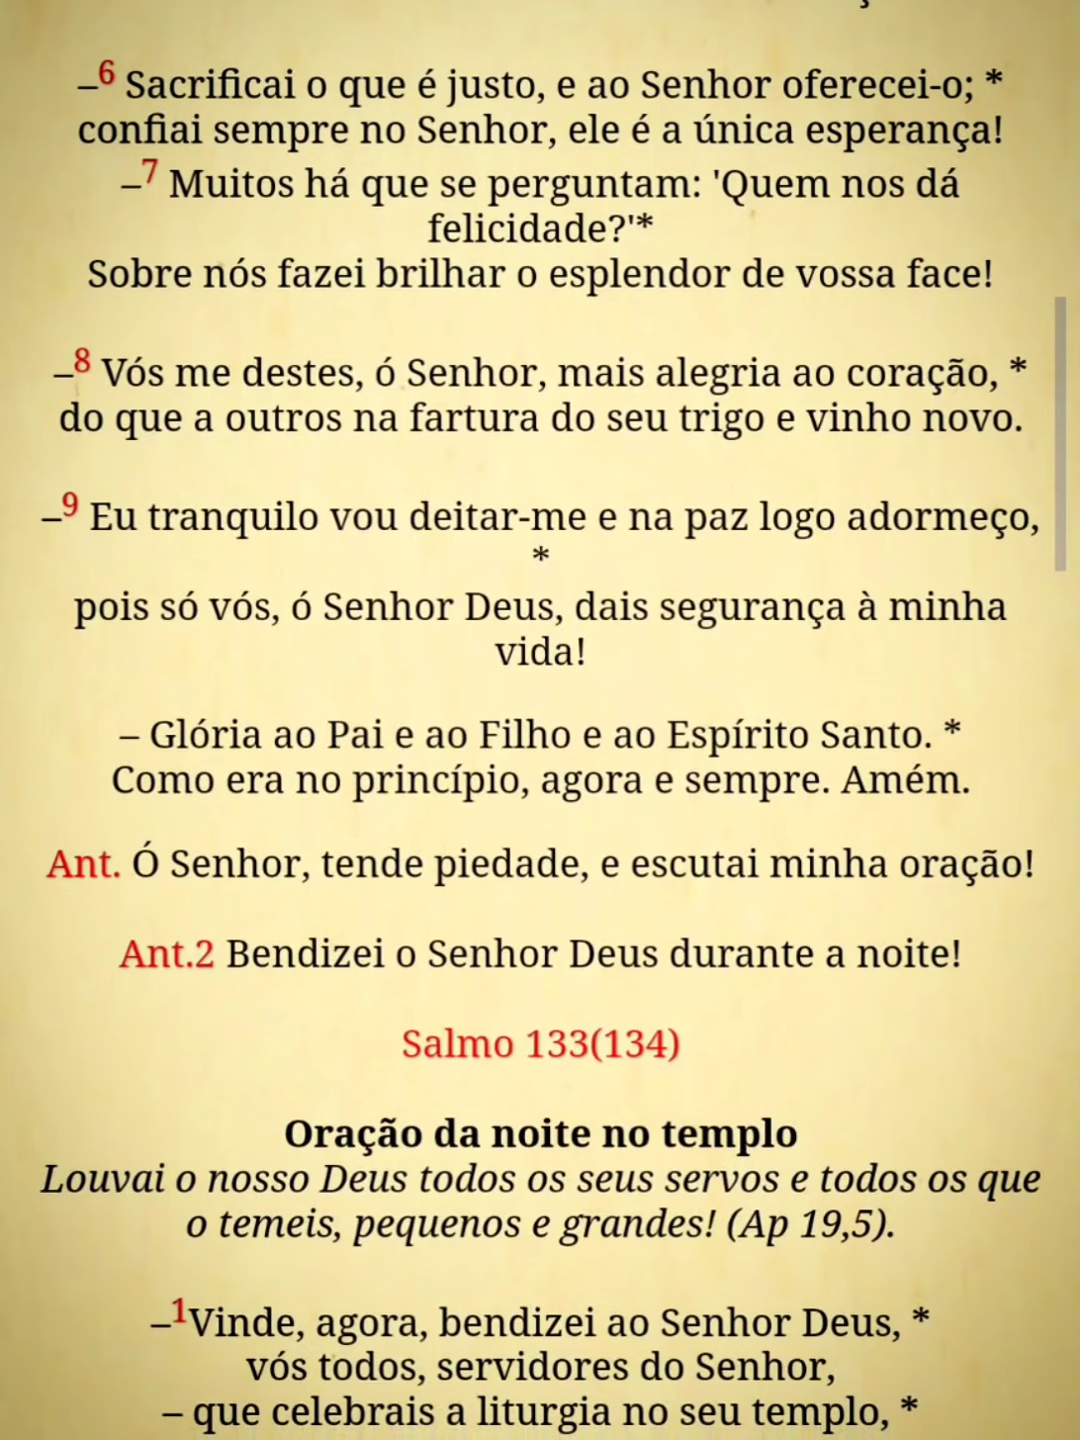 –6 Sacrificai o que é justo, e ao Senhor oferecei-o; *
confiai sempre no Senhor, ele é a única esperança!
–7 Muitos há que se perguntam: 'Quem nos dá
felicidade?'*
Sobre nós fazei brilhar o esplendor de vossa face!
–8 Vós me destes, ó Senhor, mais alegria ao coração, *
do que a outros na fartura do seu trigo e vinho novo.
–9 Eu tranquilo vou deitar-me e na paz logo adormeço,
*
pois só vós, ó Senhor Deus, dais segurança à minha
vida!
– Glória ao Pai e ao Filho e ao Espírito Santo. *
Como era no princípio, agora e sempre. Amém.
Ant. Ó Senhor, tende piedade, e escutai minha oração!
Ant.2 Bendizei o Senhor Deus durante a noite!
Salmo 133(134)
Oração da noite no templo
Louvai o nosso Deus todos os seus servos e todos os que
o temeis, pequenos e grandes! (Ap 19,5).
–1Vinde, agora, bendizei ao Senhor Deus, *
vós todos, servidores do Senhor,
– que celebrais a liturgia no seu templo, *